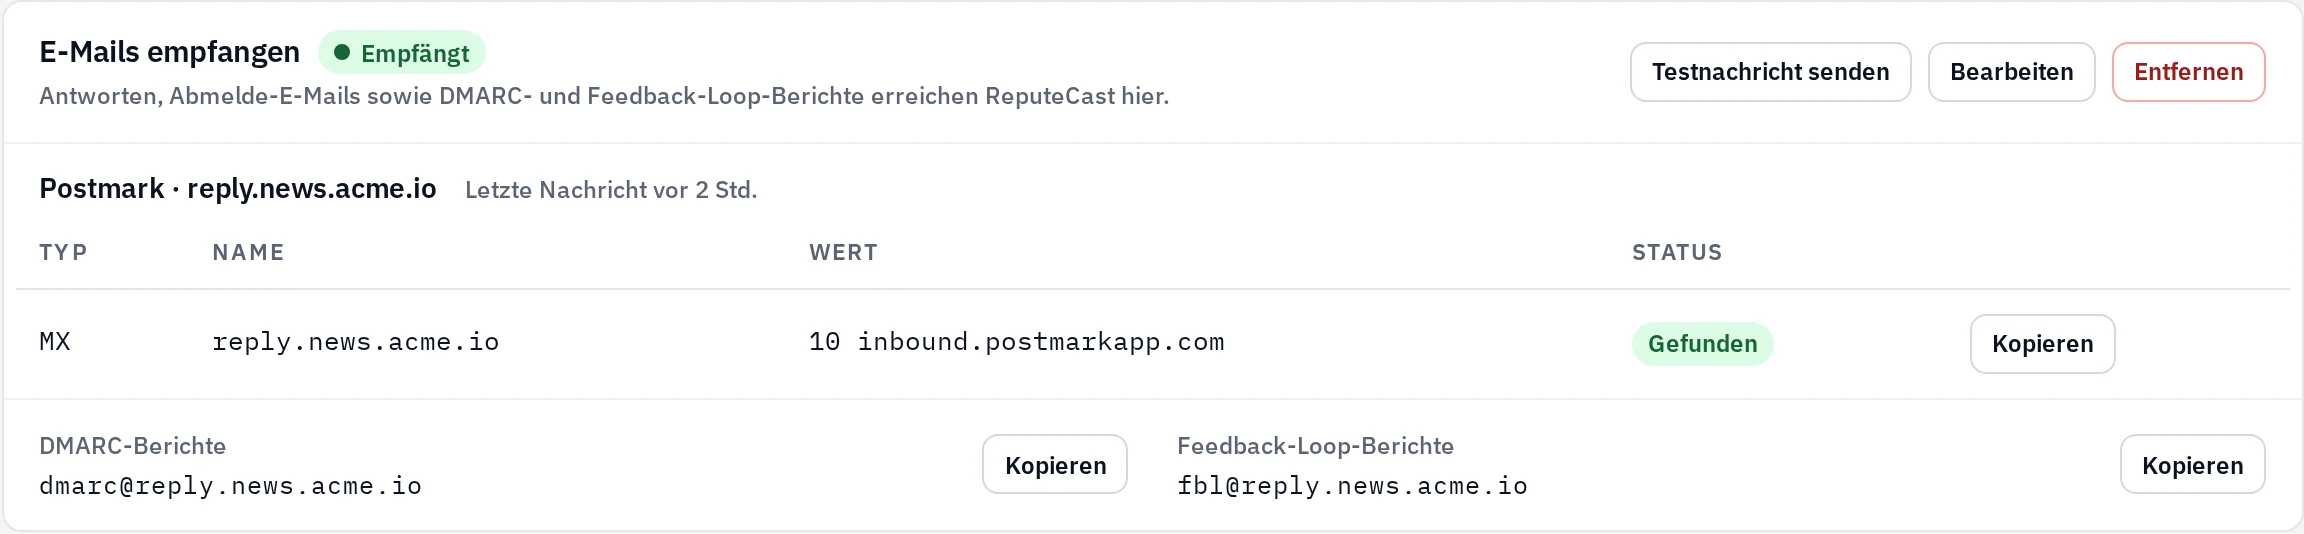 E-Mails empfangen
Empfängt
Antworten, Abmelde-E-Mails sowie DMARC- und Feedback-Loop-Berichte erreichen ReputeCast hier.
Testnachricht senden
Bearbeiten
Entfernen
Postmark · reply.news.acme.io
Letzte Nachricht vor 2 Std.
TYP NAME WERT STATUS
MX reply.news.acme.io 10 inbound.postmarkapp.com Gefunden Kopieren
DMARC-Berichte
dmarc@reply.news.acme.io
Kopieren
Feedback-Loop-Berichte
fbl@reply.news.acme.io
Kopieren